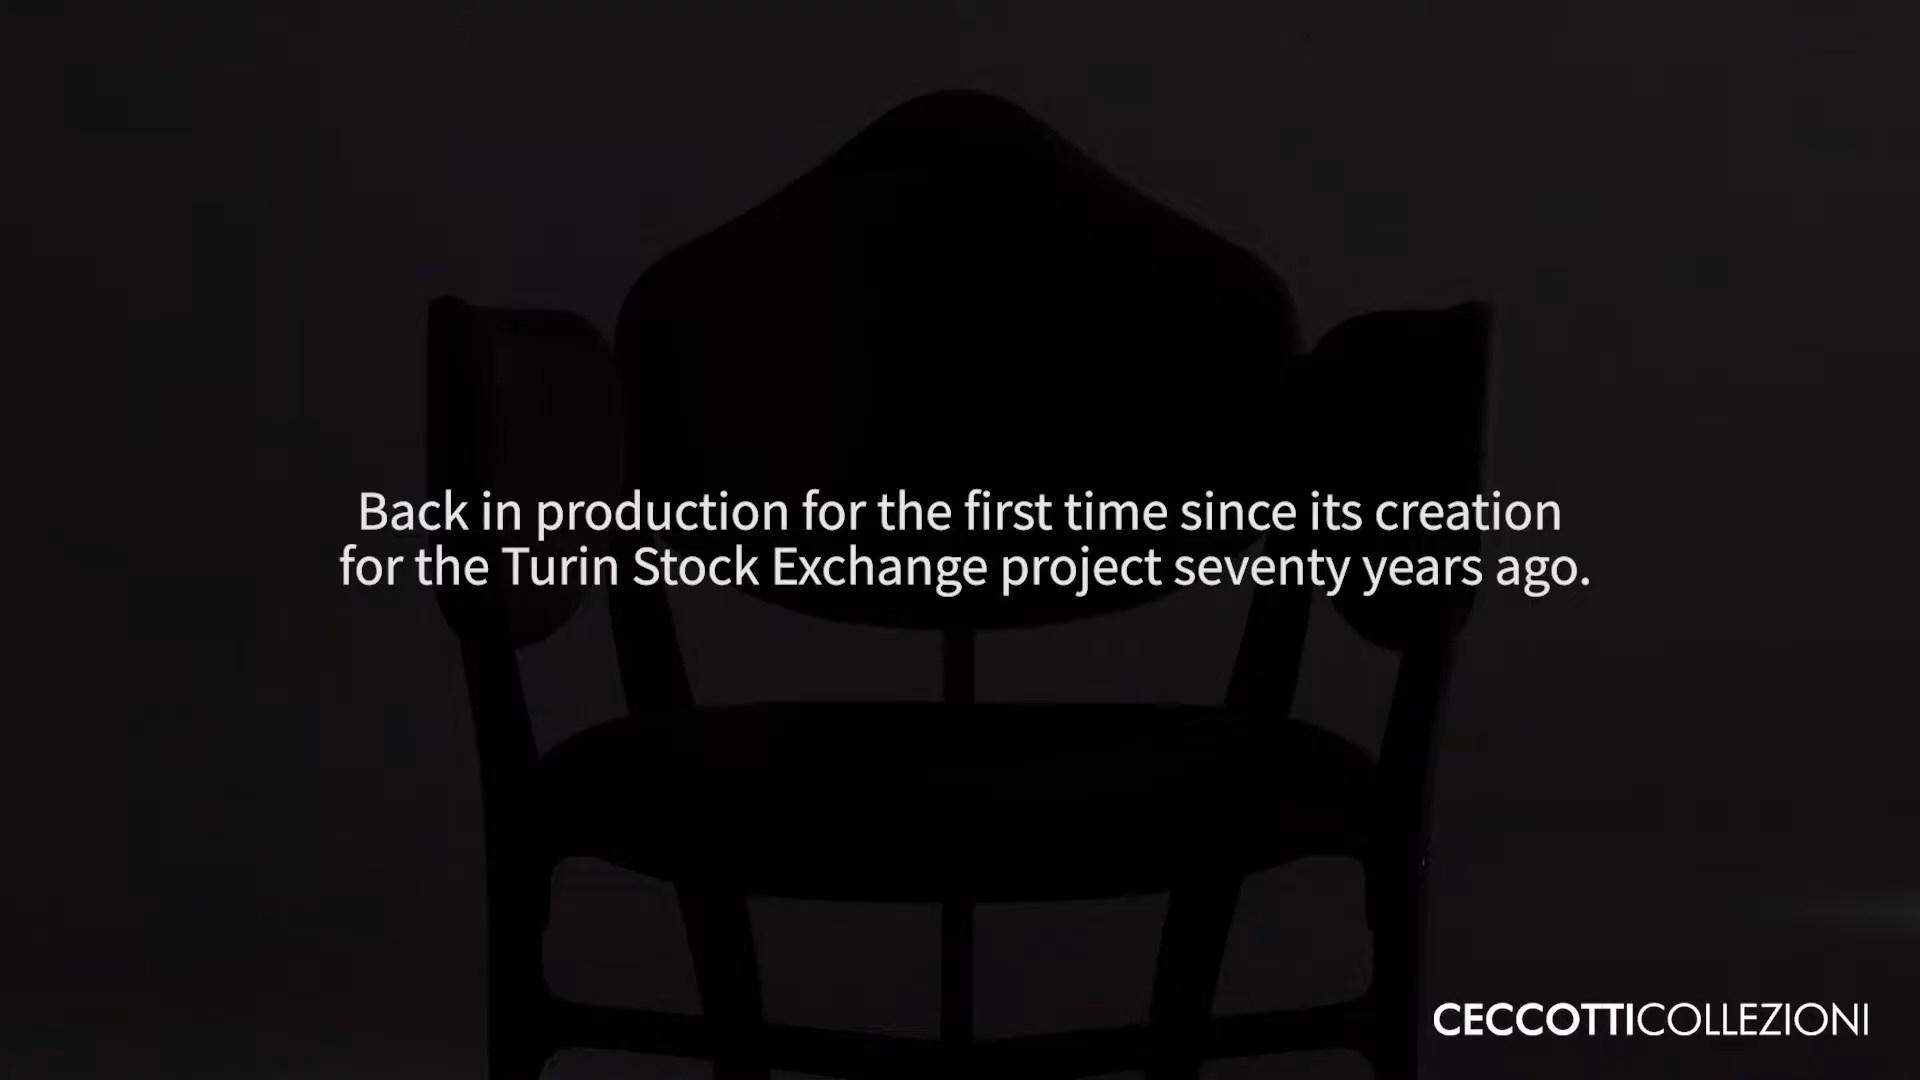 Back in production for the first time since its creation
for the Turin Stock Exchange project seventy years ago.
CECCOTTICOLLEZIONI